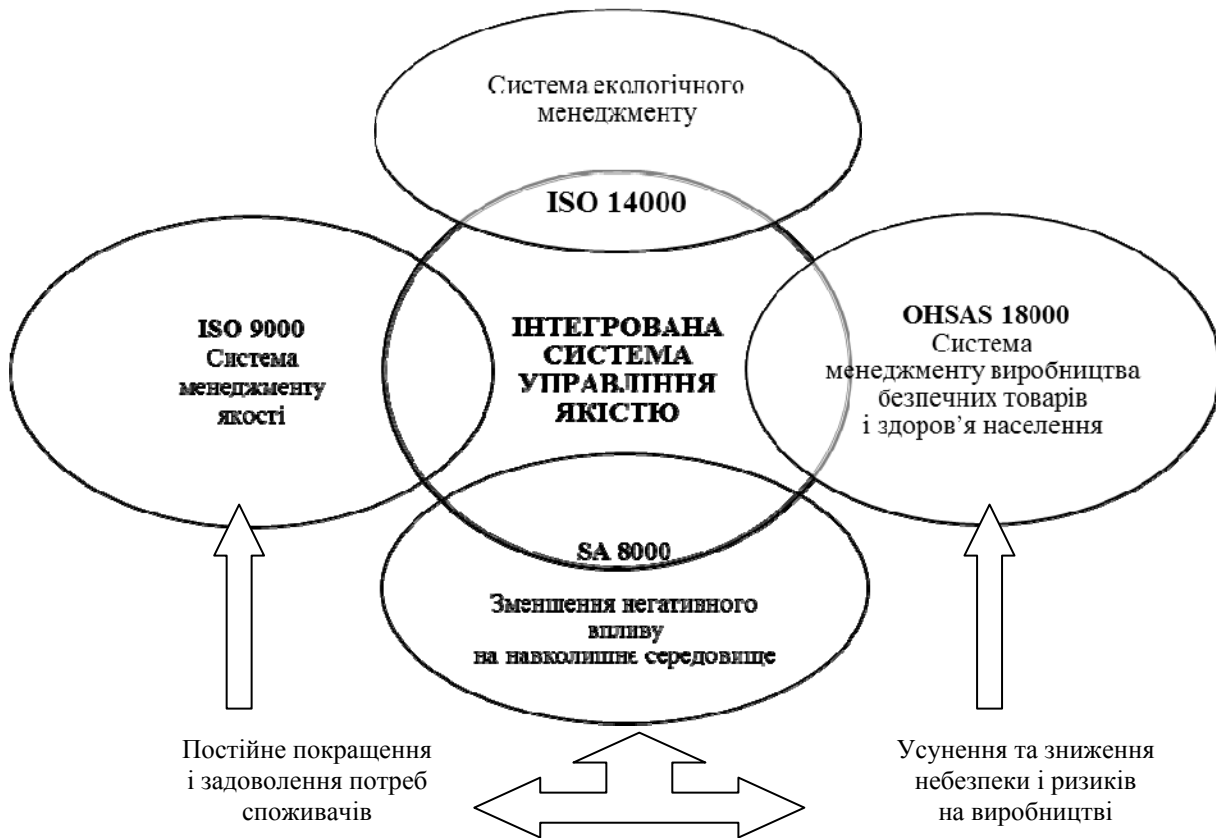 Система екологічного
менеджменту
ISO 14000
ISO 9000
Система
менеджменту
якості
ІНТЕГРОВАНА
СИСТЕМА
УПРАВЛІННЯ
ЯКІСТЮ
OHSAS 18000
Система
менеджменту виробництва
безпечних товарів
і здоров’я населення
SA 8000
Зменшення негативного
впливу
на навколишнє середовище
Постійне покращення
і задоволення потреб
споживачів
Усунення та зниження
небезпеки і ризиків
на виробництві